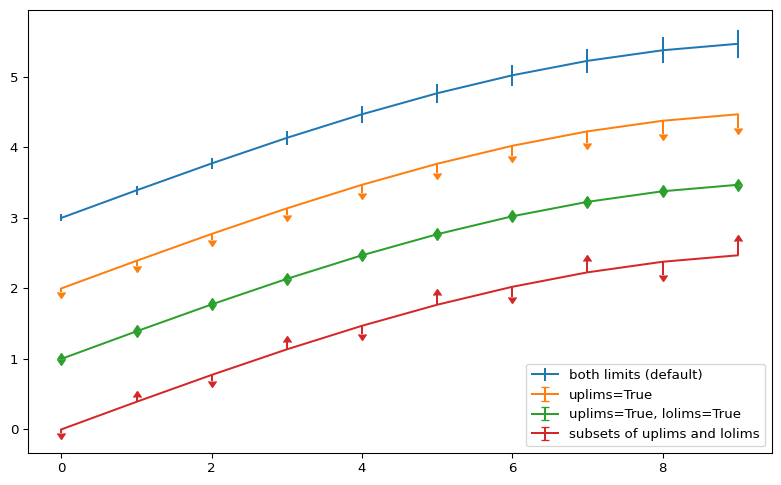 5
4
3
2
1
0
0 2 4 6 8
both limits (default)
uplims=True
uplims=True, lolims=True
subsets of uplims and lolims